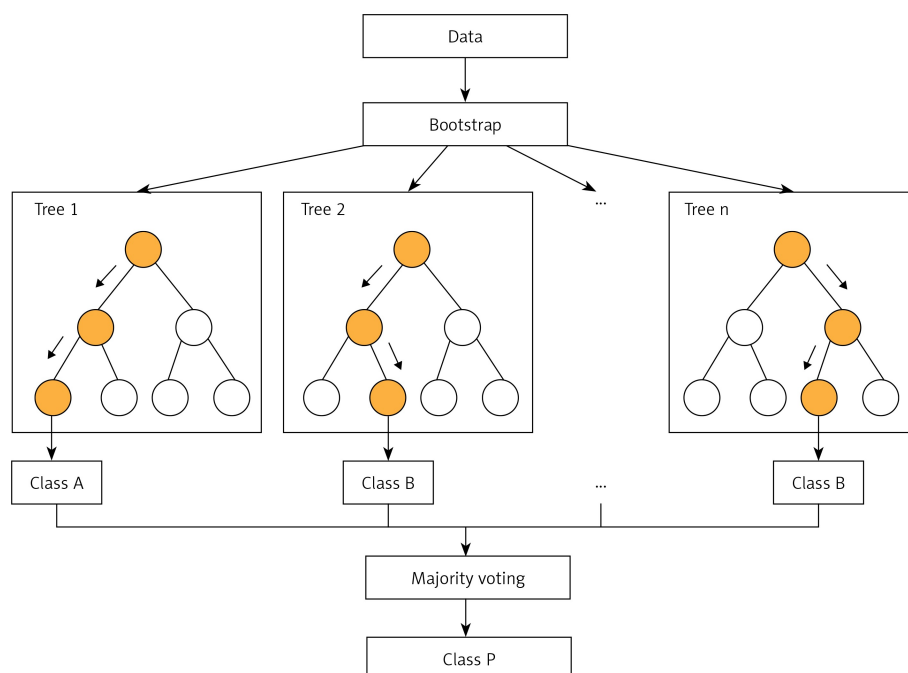 Data
Bootstrap
Tree 1
Tree 2
...
Tree n
Class A
Class B
...
Class B
Majority voting
Class P